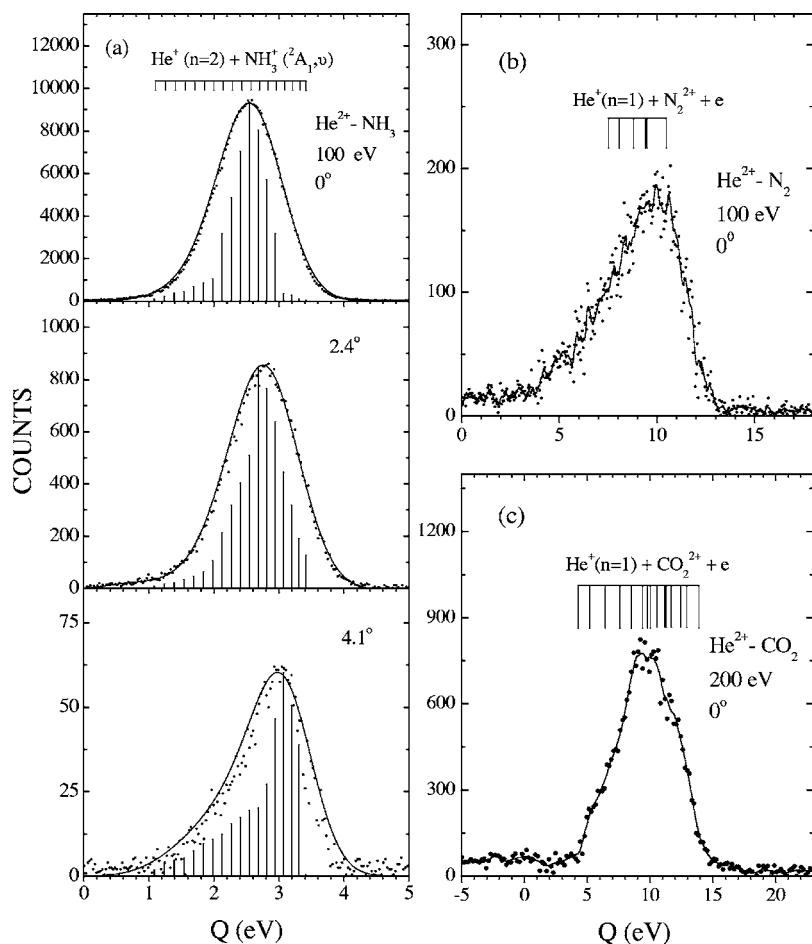 (a)
He⁺ (n=2) + NH₃⁺ (²A₁,υ)
He²⁺- NH₃
100 eV
0°
12000
10000
8000
6000
4000
2000
0
2.4°
1000
800
600
400
200
0
4.1°
75
50
25
0
0 1 2 3 4 5
COUNTS
Q (eV)
(b)
He⁺(n=1) + N₂²⁺ + e
He²⁺- N₂
100 eV
0⁰
300
200
100
0
0 5 10 15
(c)
He⁺(n=1) + CO₂²⁺ + e
He²⁺- CO₂
200 eV
0°
1200
900
600
300
0
-5 0 5 10 15 20
Q (eV)